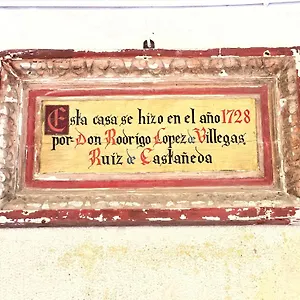 Esta casa se hizo en el año 1728
por Don Rodrigo Lopez de Villegas
Ruiz de Castañeda